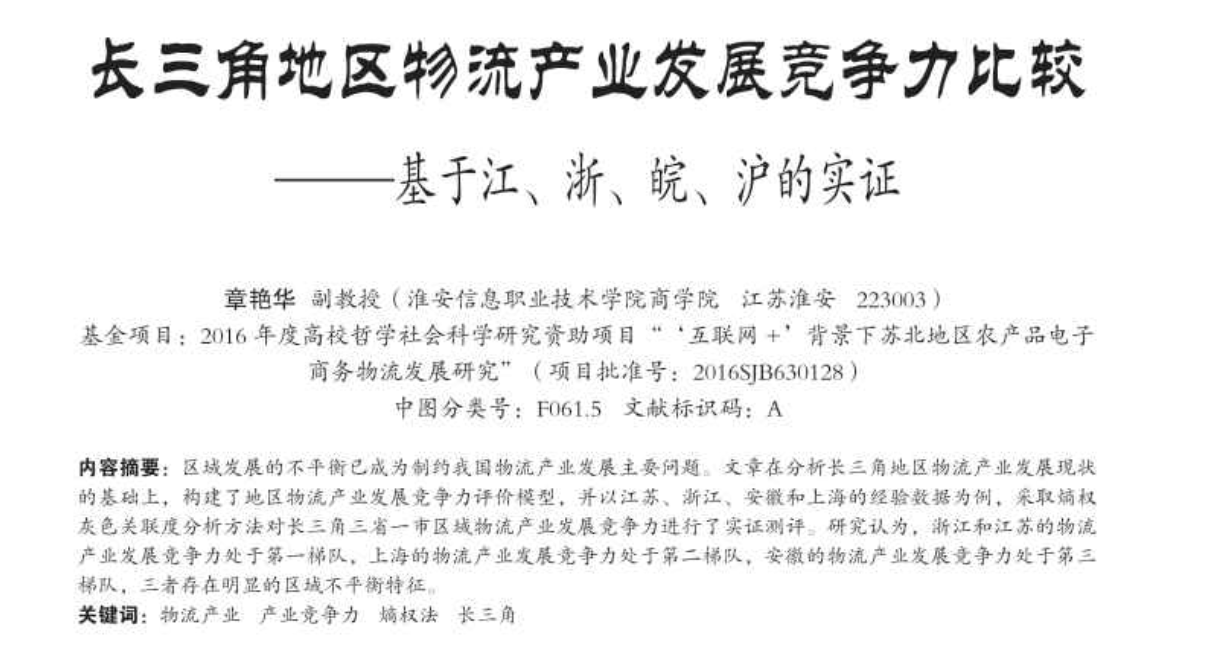 长三角地区物流产业发展竞争力比较
——基于江、浙、皖、沪的实证
章艳华 副教授（淮安信息职业技术学院商学院 江苏淮安 223003）
基金项目：2016 年度高校哲学社会科学研究资助项目“‘互联网 +’背景下苏北地区农产品电子
商务物流发展研究”（项目批准号：2016SJB630128）
中图分类号：F061.5 文献标识码：A
内容摘要：区域发展的不平衡已成为制约我国物流产业发展主要问题。文章在分析长三角地区物流产业发展现状
的基础上，构建了地区物流产业发展竞争力评价模型，并以江苏、浙江、安徽和上海的经验数据为例，采取熵权
灰色关联度分析方法对长三角三省一市区域物流产业发展竞争力进行了实证测评。研究认为，浙江和江苏的物流
产业发展竞争力处于第一梯队，上海的物流产业发展竞争力处于第二梯队，安徽的物流产业发展竞争力处于第三
梯队，三者存在明显的区域不平衡特征。
关键词：物流产业 产业竞争力 熵权法 长三角